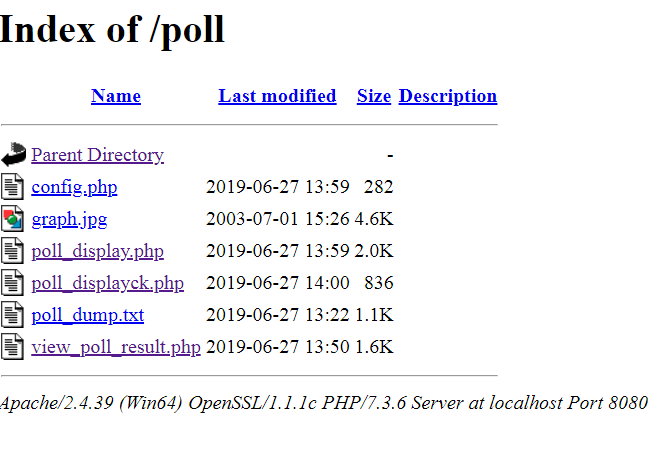 Index of /poll
Name Last modified Size Description
Parent Directory -
config.php 2019-06-27 13:59 282
graph.jpg 2003-07-01 15:26 4.6K
poll_display.php 2019-06-27 13:59 2.0K
poll_displayck.php 2019-06-27 14:00 836
poll_dump.txt 2019-06-27 13:22 1.1K
view_poll_result.php 2019-06-27 13:50 1.6K
Apache/2.4.39 (Win64) OpenSSL/1.1.1c PHP/7.3.6 Server at localhost Port 8080